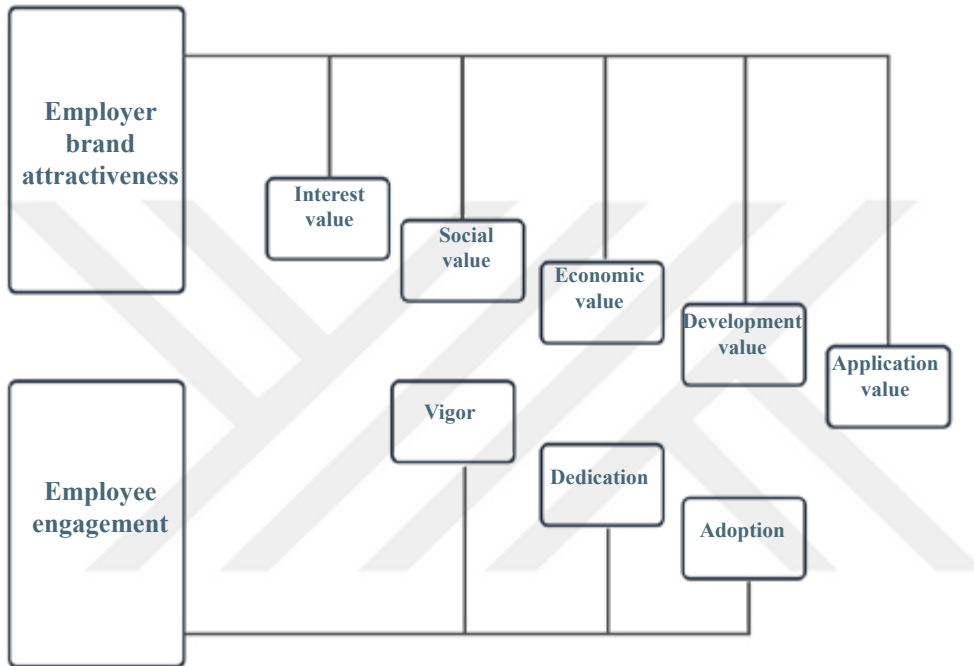 Employer
brand
attractiveness
Interest
value
Social
value
Economic
value
Development
value
Application
value
Employee
engagement
Vigor
Dedication
Adoption